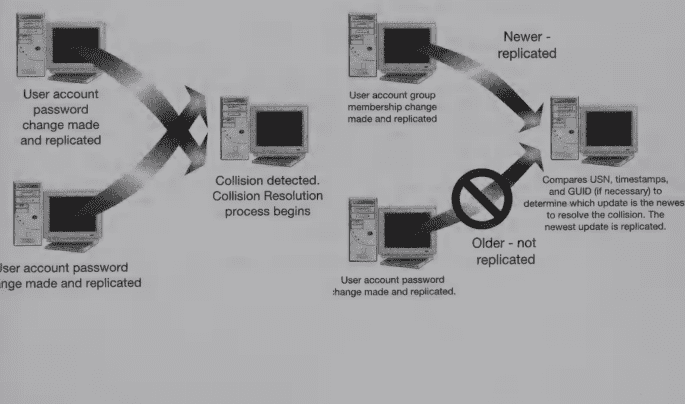 User account
password
change made
and replicated
Collision detected.
Collision Resolution
process begins
User account password
change made and replicated
Newer -
replicated
User account group
membership change
made and replicated
Compares USN, timestamps,
and GUID (if necessary) to
determine which update is the newest
to resolve the collision. The
newest update is replicated.
Older - not
replicated
User account password
change made and replicated.